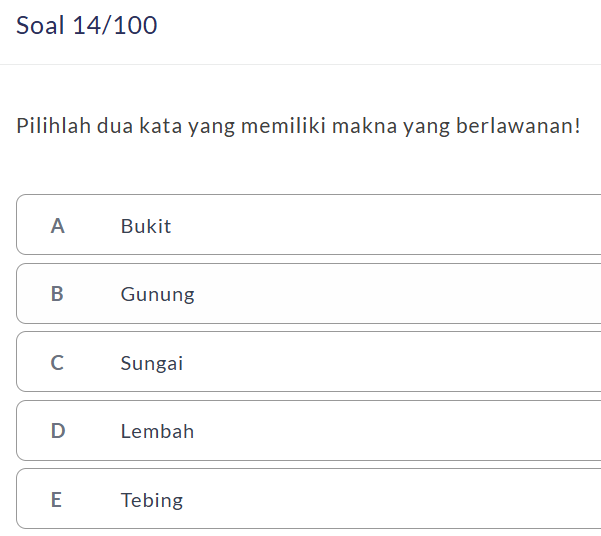 Soal 14/100
Pilihlah dua kata yang memiliki makna yang berlawanan!
A Bukit
B Gunung
C Sungai
D Lembah
E Tebing